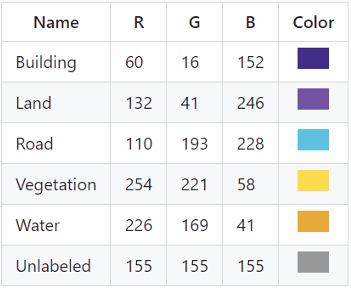 Name R G B Color
Building 60 16 152
Land 132 41 246
Road 110 193 228
Vegetation 254 221 58
Water 226 169 41
Unlabeled 155 155 155